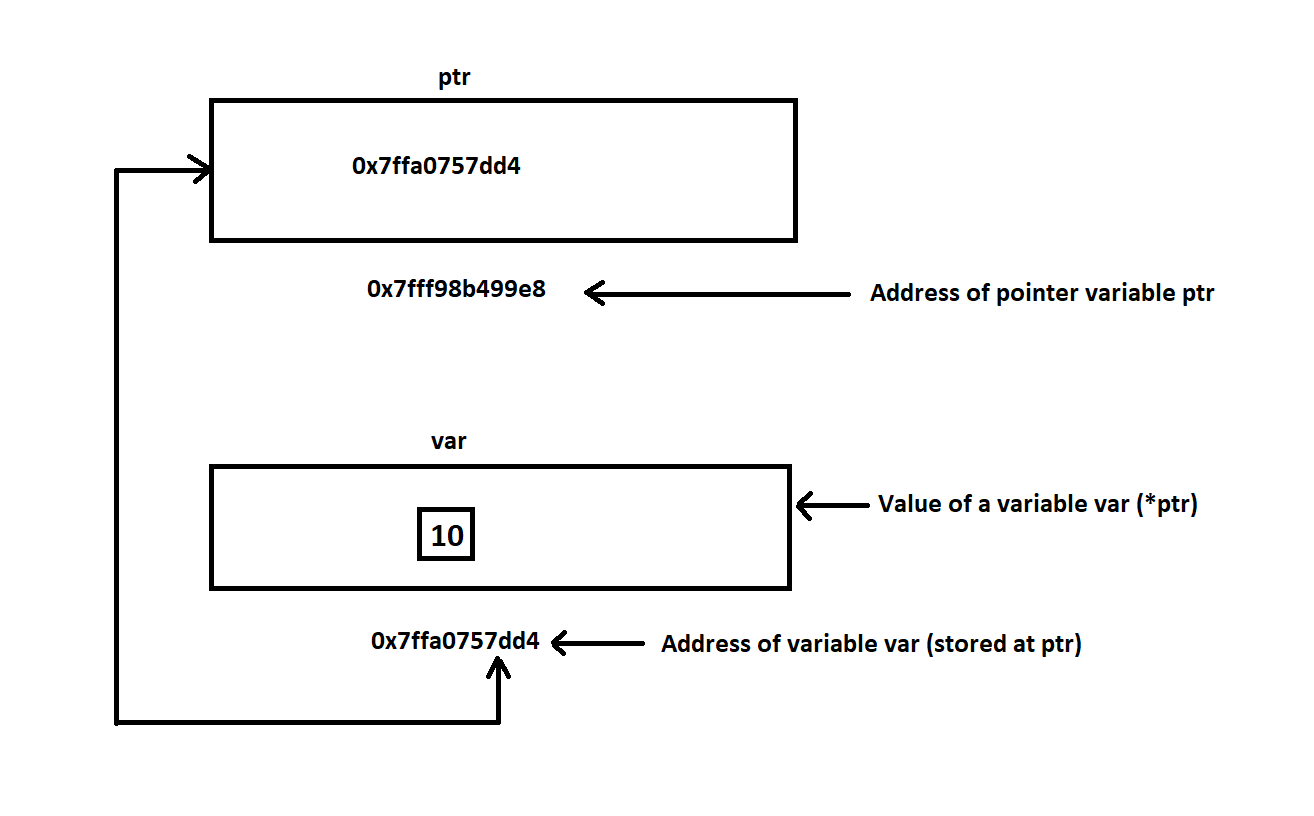 ptr
0x7ffa0757dd4
0x7fff98b499e8
Address of pointer variable ptr
var
Value of a variable var (*ptr)
10
0x7ffa0757dd4
Address of variable var (stored at ptr)